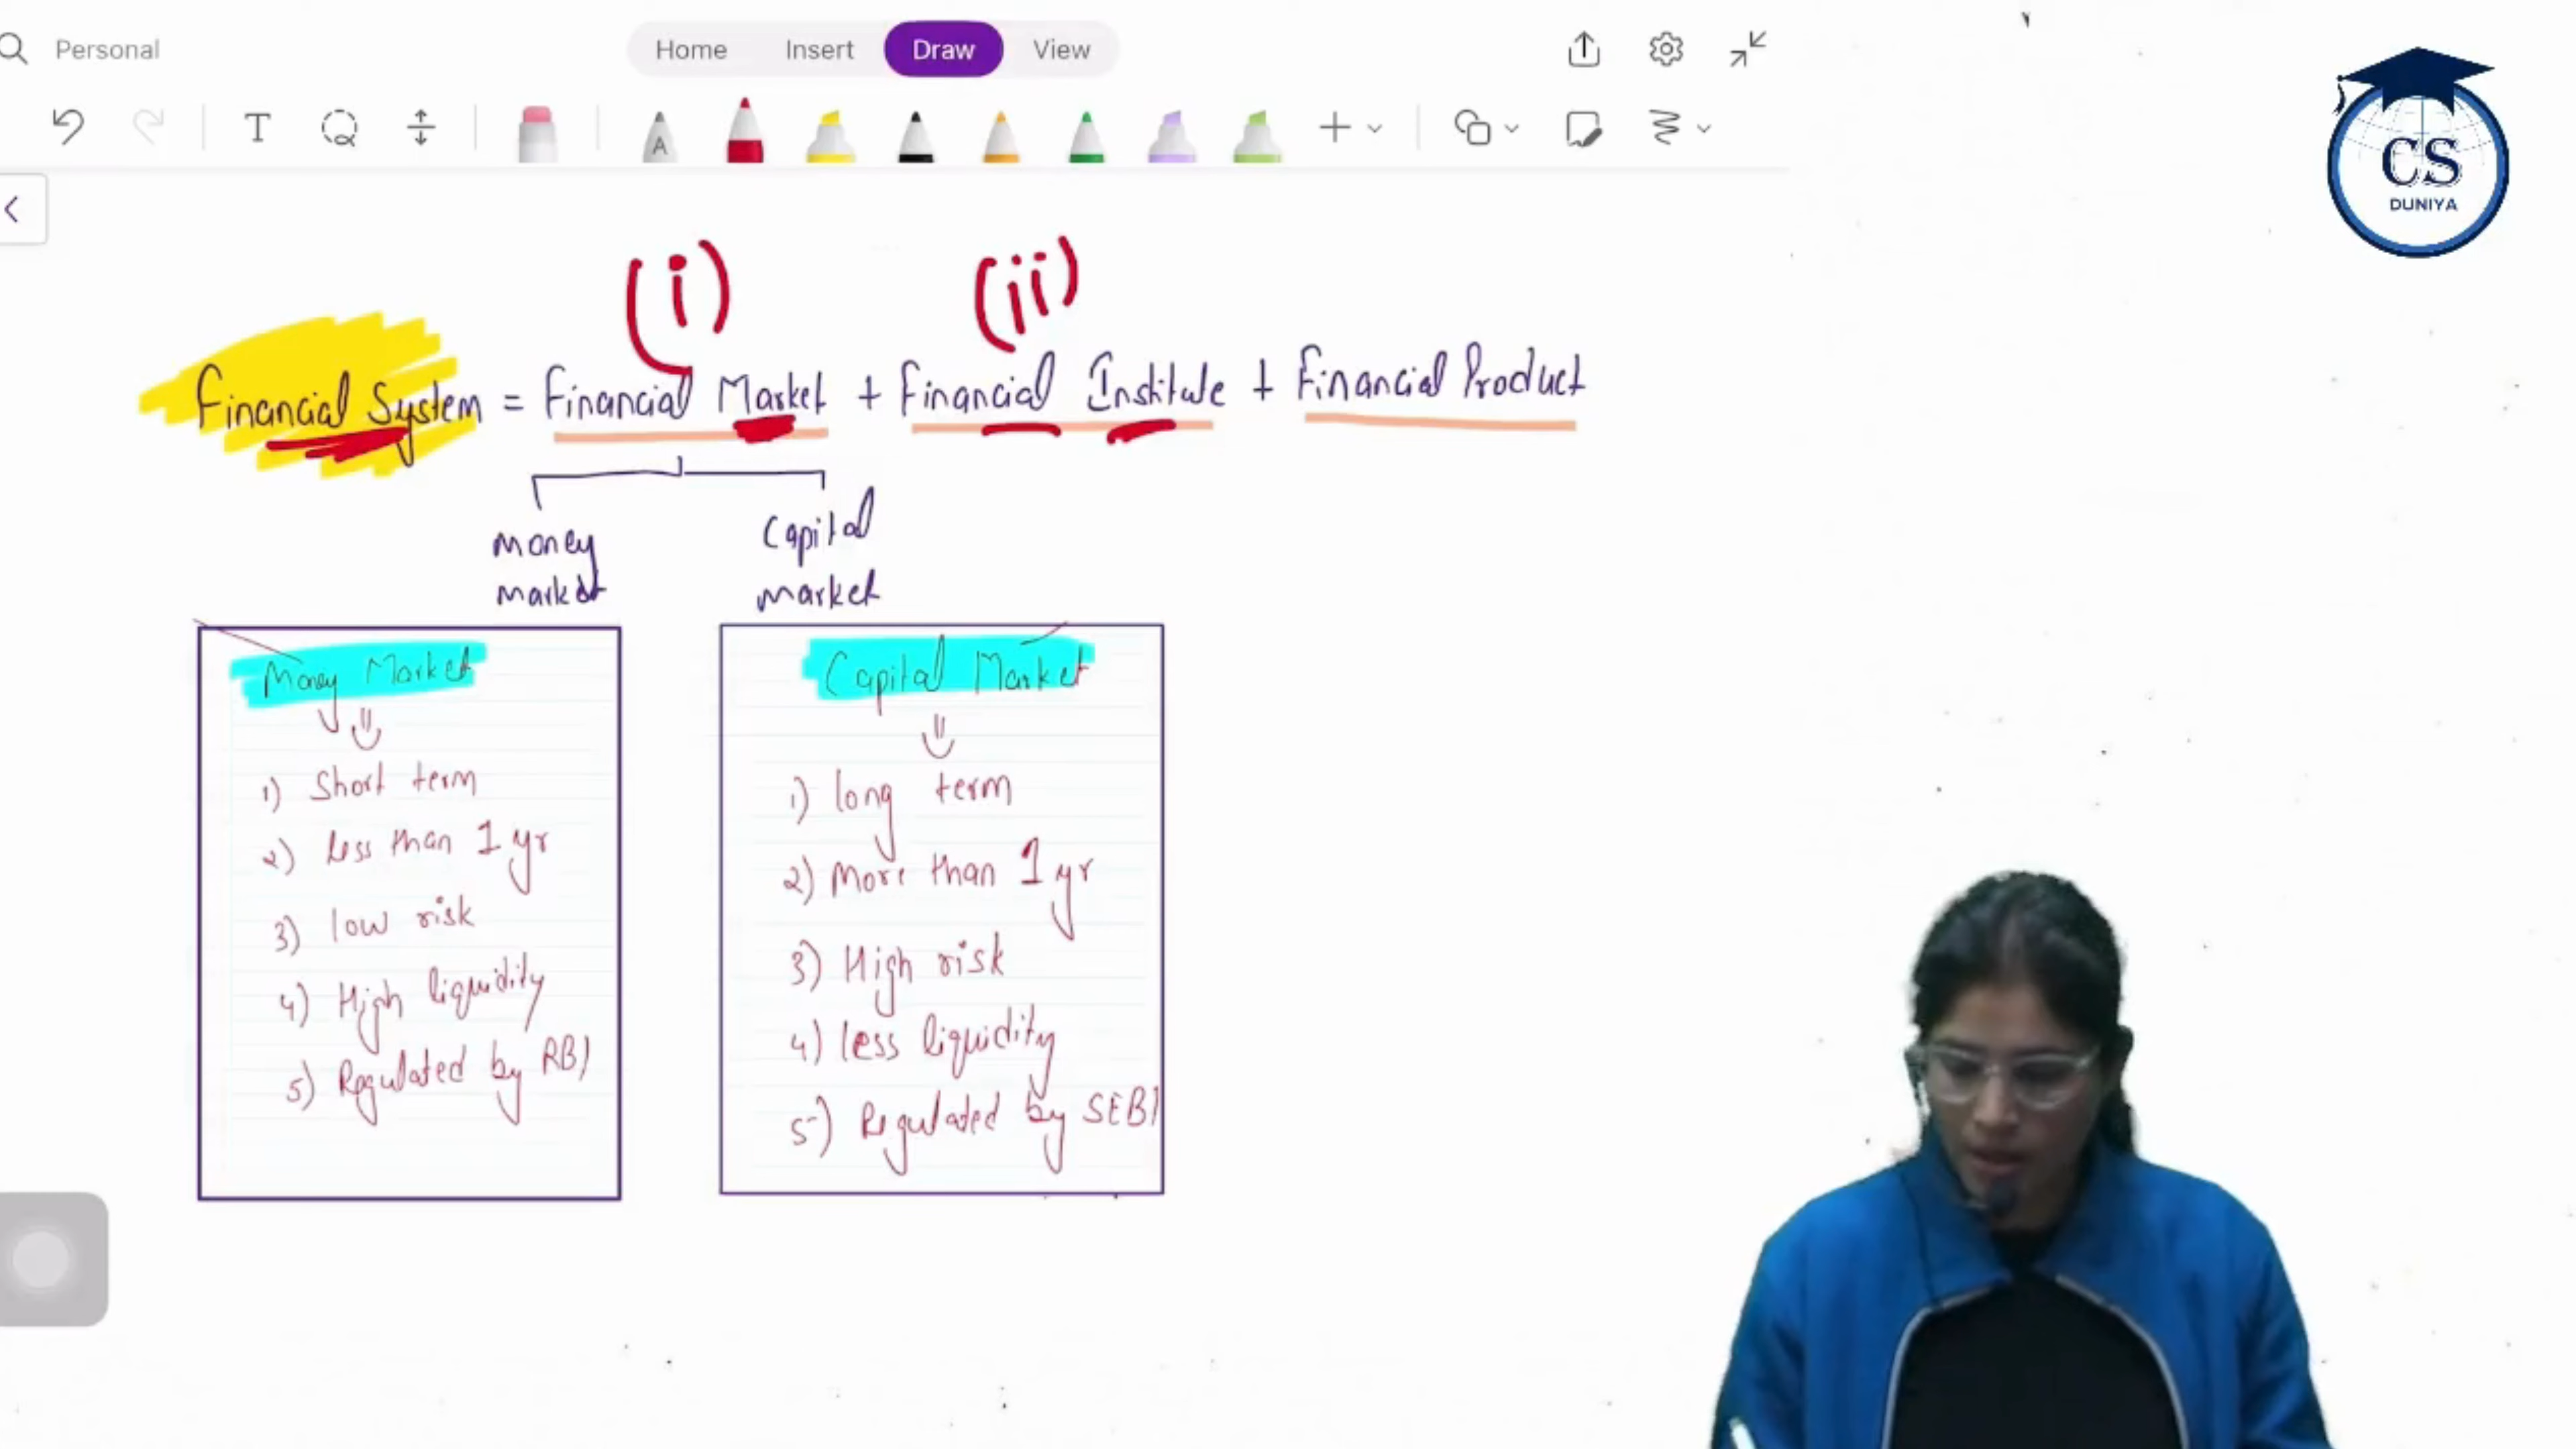 Personal
Home Insert Draw View
A
CS
DUNIYA
(i) (ii)
Financial System = Financial Market + Financial Institute + Financial Product
Money Market
Capital Market
Money Market
1) Short term
2) Less than 1 yr
3) low risk
4) High liquidity
5) Regulated by RBI
Capital Market
1) long term
2) More than 1 yr
3) High risk
4) less liquidity
5) Regulated by SEBI